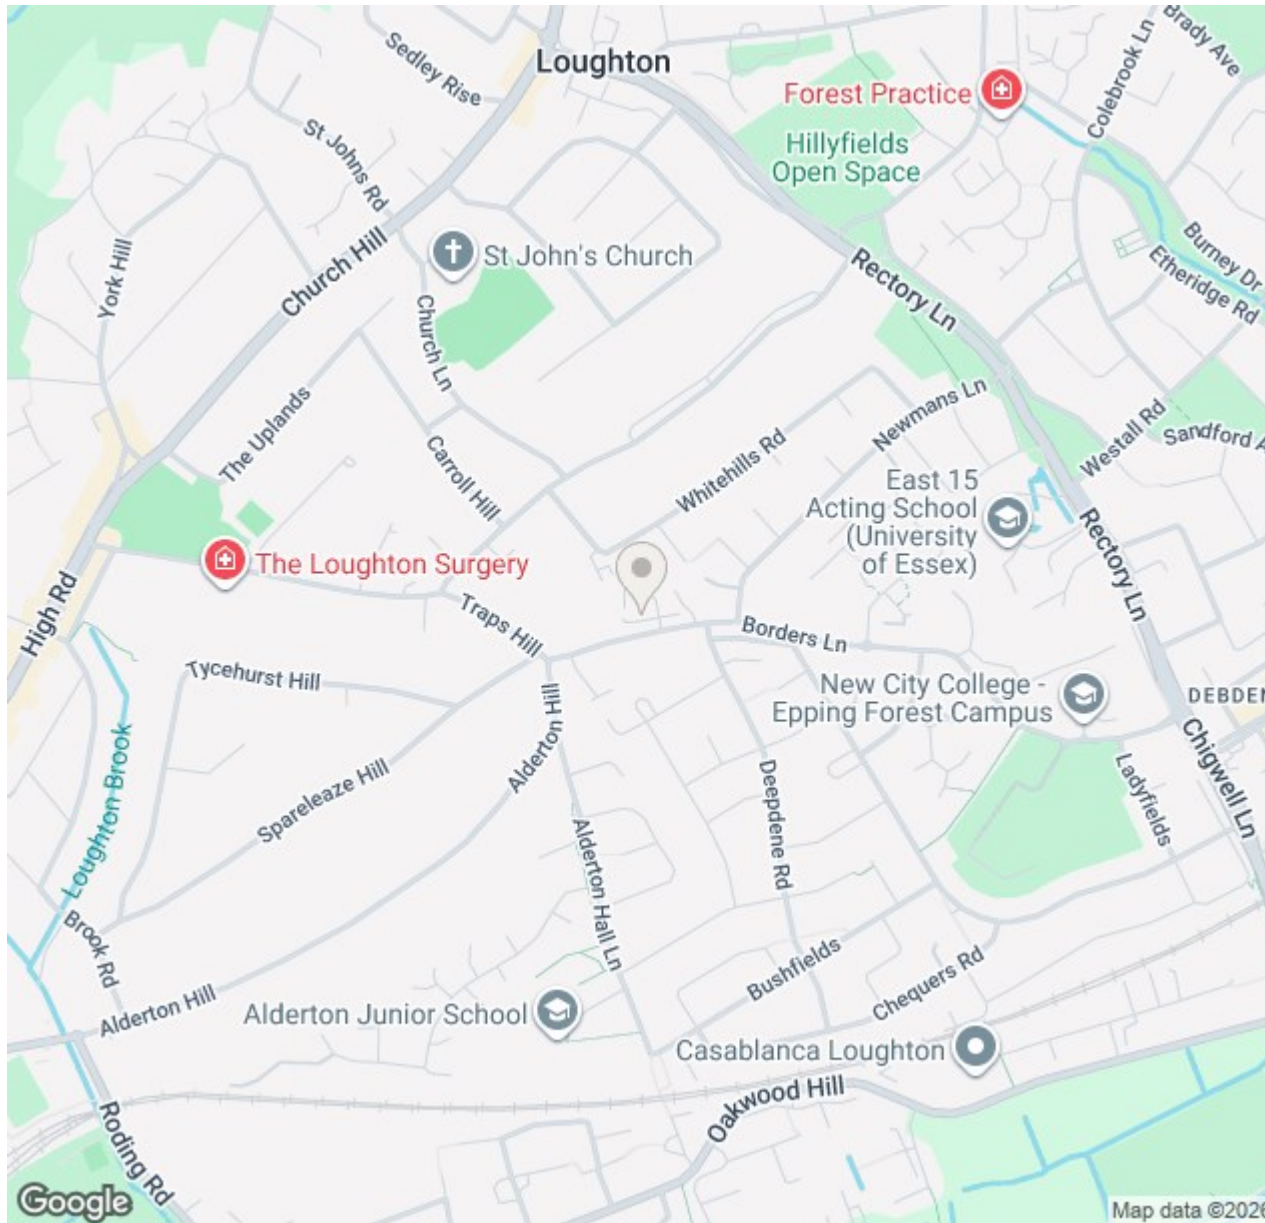 Loughton
Sedley Rise
Brady Ave
Colebrook Ln
Forest Practice
St Johns Rd
Hillyfields
Open Space
Burney Dr
York Hill
Church Hill
St John's Church
Rectory Ln
Etheridge Rd
Church Ln
The Uplands
Carroll Hill
Newmans Ln
Whitehills Rd
Westall Rd
Sandford A
East 15
Acting School
(University
of Essex)
Rectory Ln
The Loughton Surgery
High Rd
Traps Hill
Borders Ln
Tycehurst Hill
New City College -
Epping Forest Campus
DEBDEN
Alderton Hill
Chigwell Ln
Loughton Brook
Spareleaze Hill
Deepdene Rd
Ladyfields
Alderton Hall Ln
Brook Rd
Bushfields
Chequers Rd
Alderton Hill
Alderton Junior School
Casablanca Loughton
Oakwood Hill
Roding Rd
Google
Map data ©2026